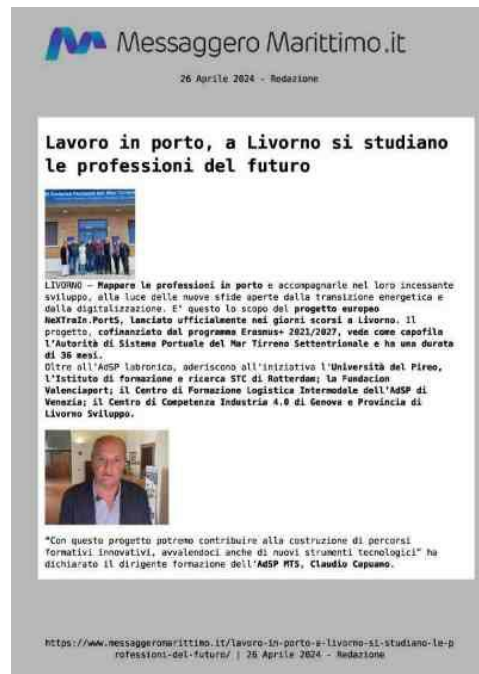 Messaggero Marittimo.it
26 Aprile 2024 - Redazione
Lavoro in porto, a Livorno si studiano
le professioni del futuro
LIVORNO – Mappare le professioni in porto e accompagnarle nel loro incessante
sviluppo, alla luce delle nuove sfide aperte dalla transizione energetica e
dalla digitalizzazione. E' questo lo scopo del progetto europeo
NeXTraIn.PortS, lanciato ufficialmente nei giorni scorsi a Livorno. Il
progetto, cofinanziato dal programma Erasmus+ 2021/2027, vede come capofila
l'Autorità di Sistema Portuale del Mar Tirreno Settentrionale e ha una durata
di 36 mesi.
Oltre all'AdSP labronica, aderiscono all'iniziativa l'Università del Pireo,
l'Istituto di formazione e ricerca STC di Rotterdam; la Fundacion
Valenciaport; il Centro di Formazione Logistica Intermodale dell'AdSP di
Venezia; il Centro di Competenza Industria 4.0 di Genova e Provincia di
Livorno Sviluppo.
"Con questo progetto potremo contribuire alla costruzione di percorsi
formativi innovativi, avvalendoci anche di nuovi strumenti tecnologici" ha
dichiarato il dirigente formazione dell'AdSP MTS, Claudio Capuano.
https://www.messaggeromarittimo.it/lavoro-in-porto-a-livorno-si-studiano-le-p
rofessioni-del-futuro/ | 26 Aprile 2024 - Redazione